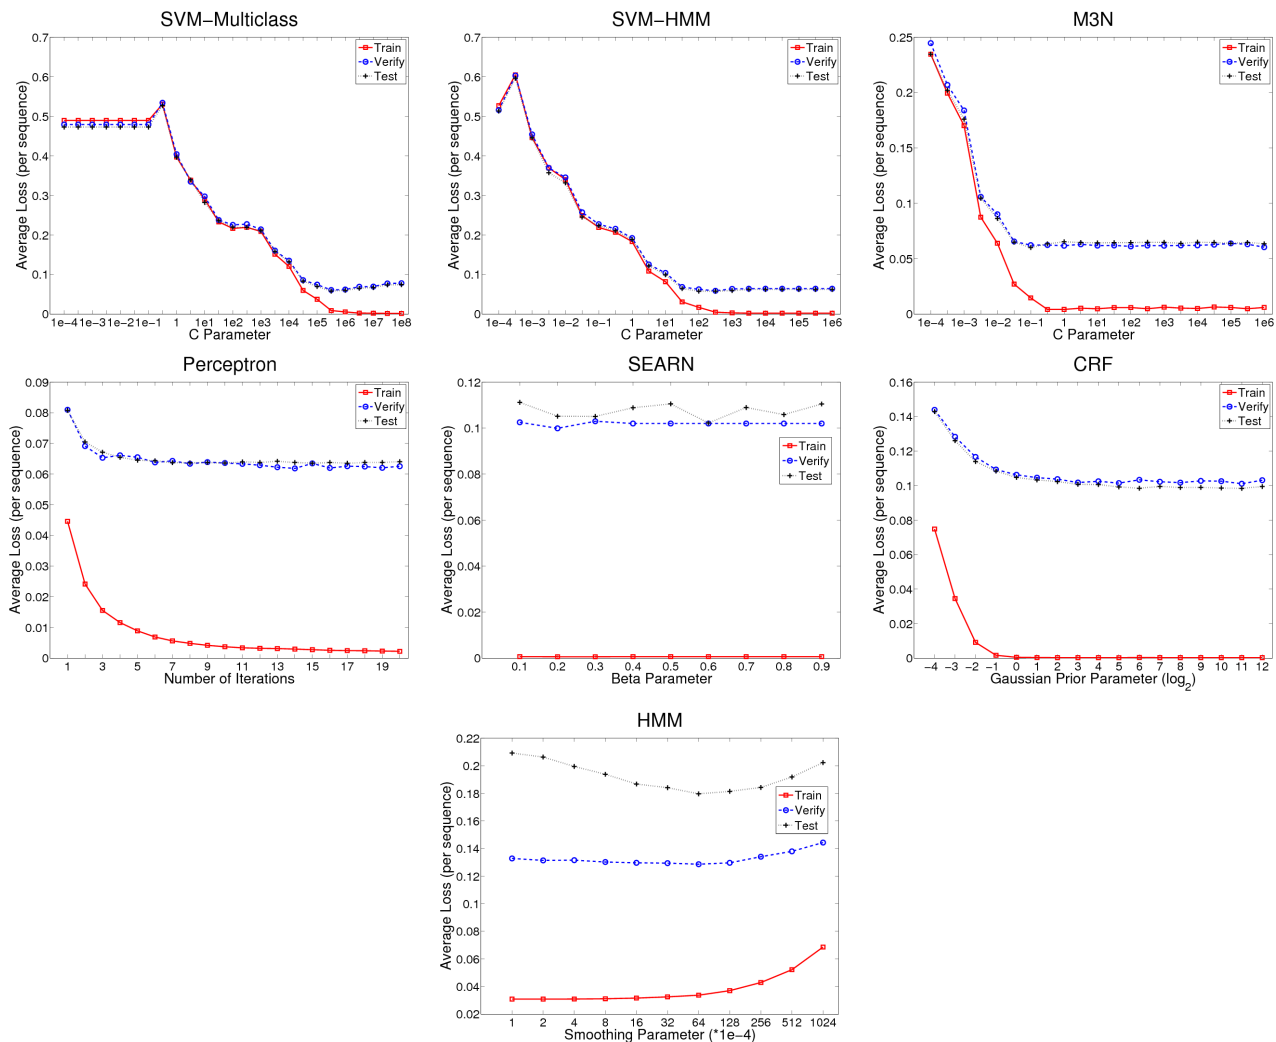 SVM-Multiclass
0.7
0.6
0.5
0.4
0.3
0.2
0.1
0
Average Loss (per sequence)
Train
Verify
Test
1e-4 1e-3 1e-2 1e-1 1 1e1 1e2 1e3 1e4 1e5 1e6 1e7 1e8
C Parameter
SVM-HMM
0.7
0.6
0.5
0.4
0.3
0.2
0.1
0
Average Loss (per sequence)
Train
Verify
Test
1e-4 1e-3 1e-2 1e-1 1 1e1 1e2 1e3 1e4 1e5 1e6
C Parameter
M3N
0.25
0.2
0.15
0.1
0.05
0
Average Loss (per sequence)
Train
Verify
Test
1e-4 1e-3 1e-2 1e-1 1 1e1 1e2 1e3 1e4 1e5 1e6
C Parameter
Perceptron
0.09
0.08
0.07
0.06
0.05
0.04
0.03
0.02
0.01
0
Average Loss (per sequence)
Train
Verify
Test
1 3 5 7 9 11 13 15 17 19
Number of Iterations
SEARN
0.12
0.1
0.08
0.06
0.04
0.02
0
Average Loss (per sequence)
Train
Verify
Test
0.1 0.2 0.3 0.4 0.5 0.6 0.7 0.8 0.9
Beta Parameter
CRF
0.16
0.14
0.12
0.1
0.08
0.06
0.04
0.02
0
Average Loss (per sequence)
Train
Verify
Test
-4 -3 -2 -1 0 1 2 3 4 5 6 7 8 9 10 11 12
Gaussian Prior Parameter (log2)
HMM
0.22
0.2
0.18
0.16
0.14
0.12
0.1
0.08
0.06
0.04
0.02
Average Loss (per sequence)
Train
Verify
Test
1 2 4 8 16 32 64 128 256 512 1024
Smoothing Parameter (*1e-4)